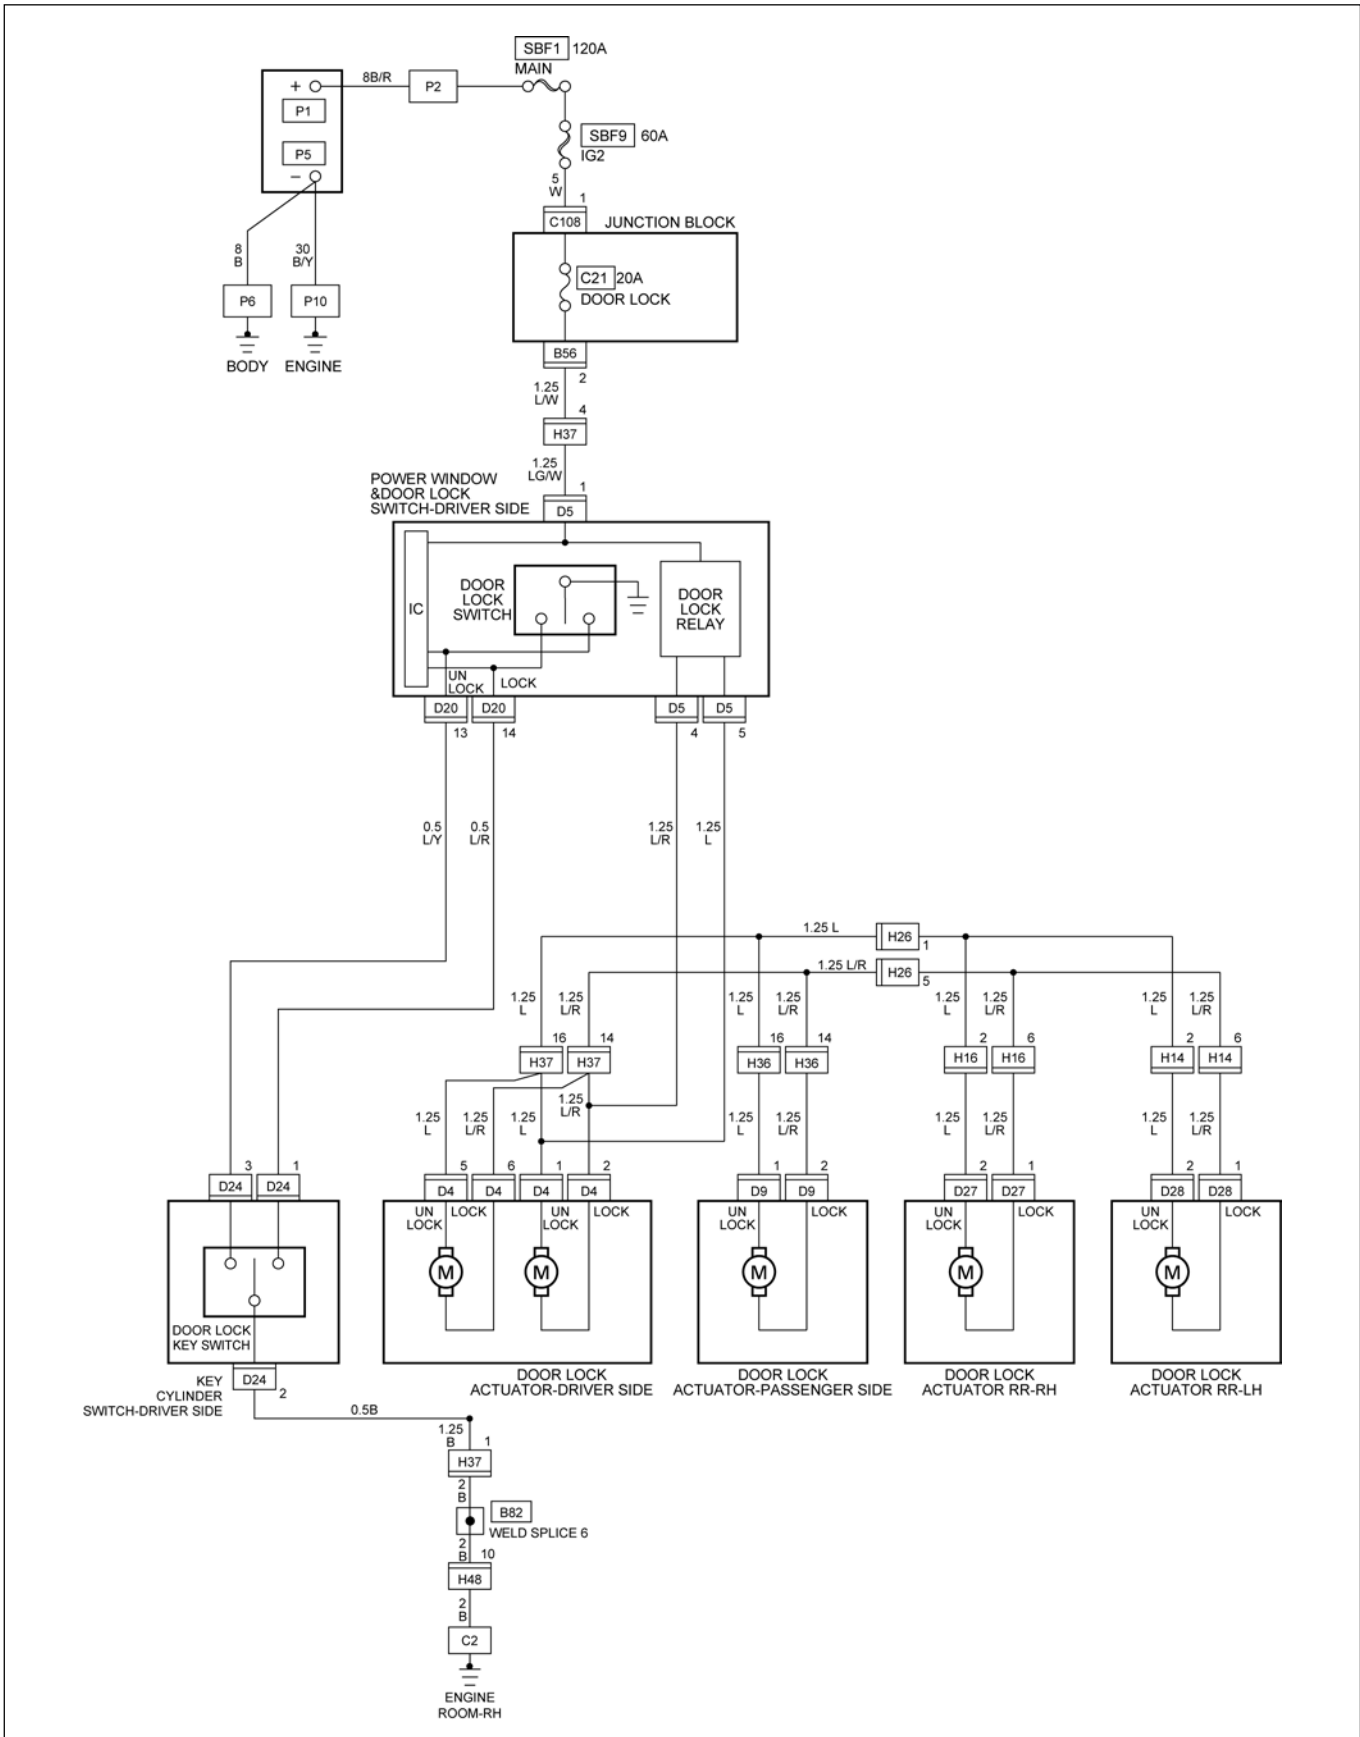 SBF1 120A
MAIN
+
8B/R
P2
P1
P5
−
SBF9 60A
IG2
5
W
1
C108 JUNCTION BLOCK
8
B
30
B/Y
C21 20A
DOOR LOCK
P6
P10
BODY
ENGINE
B56
2
1.25
L/W
4
H37
1.25
LG/W
1
POWER WINDOW
&DOOR LOCK
SWITCH-DRIVER SIDE
D5
IC
DOOR
LOCK
SWITCH
DOOR
LOCK
RELAY
UN
LOCK
LOCK
D20
D20
D5
D5
13
14
4
5
0.5
L/Y
0.5
L/R
1.25
L/R
1.25
L
1.25 L
H26
1
1.25 L/R
H26
5
1.25
L
1.25
L/R
1.25
L
1.25
L/R
1.25
L
1.25
L/R
1.25
L
1.25
L/R
16
14
16
14
2
6
2
6
H37
H37
H36
H36
H16
H16
H14
H14
1.25
L
1.25
L/R
1.25
L
1.25
L/R
1.25
L
1.25
L/R
1.25
L
1.25
L/R
1.25
L
1.25
L/R
3
1
5
6
1
2
1
2
2
1
2
1
D24
D24
D4
D4
D4
D4
D9
D9
D27
D27
D28
D28
UN
LOCK
LOCK
UN
LOCK
LOCK
UN
LOCK
LOCK
UN
LOCK
LOCK
UN
LOCK
LOCK
M
M
M
M
M
DOOR LOCK
KEY SWITCH
D24
2
KEY
CYLINDER
SWITCH-DRIVER SIDE
DOOR LOCK
ACTUATOR-DRIVER SIDE
DOOR LOCK
ACTUATOR-PASSENGER SIDE
DOOR LOCK
ACTUATOR RR-RH
DOOR LOCK
ACTUATOR RR-LH
0.5B
1.25
B
1
H37
2
B
B82
WELD SPLICE 6
2
B
10
H48
2
B
C2
ENGINE
ROOM-RH